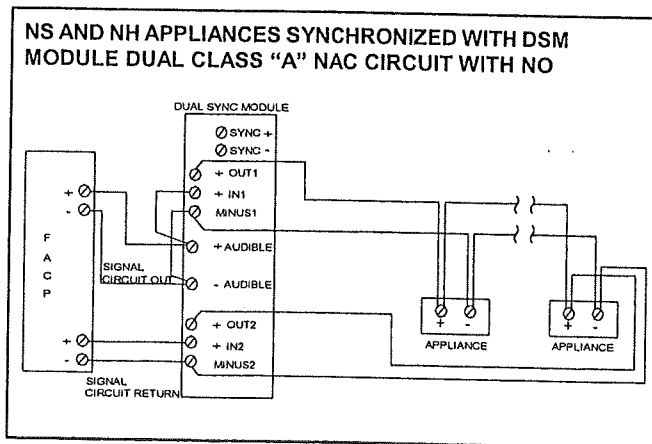 NS AND NH APPLIANCES SYNCHRONIZED WITH DSM
MODULE DUAL CLASS “A” NAC CIRCUIT WITH NO
DUAL SYNC MODULE
SYNC +
SYNC -
+ OUT1
+ IN1
MINUS1
+ AUDIBLE
- AUDIBLE
+ OUT2
+ IN2
MINUS2
+
-
F
A
C
P
+
-
SIGNAL
CIRCUIT OUT
SIGNAL
CIRCUIT RETURN
+ -
APPLIANCE
+ -
APPLIANCE